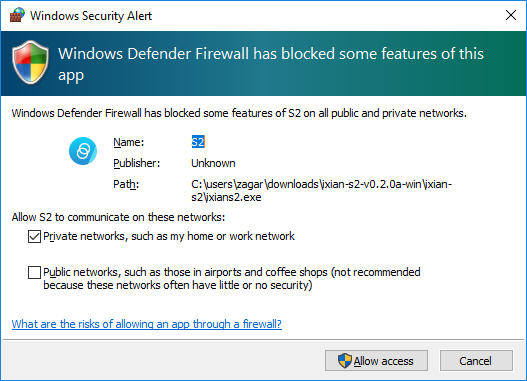 Windows Security Alert
Windows Defender Firewall has blocked some features of this
app
Windows Defender Firewall has blocked some features of S2 on all public and private networks.
Name: S2
Publisher: Unknown
Path: C:\users\zagar\downloads\ixian-s2-v0.2.0a-win\ixian-
s2\ixians2.exe
Allow S2 to communicate on these networks:
Private networks, such as my home or work network
Public networks, such as those in airports and coffee shops (not recommended
because these networks often have little or no security)
What are the risks of allowing an app through a firewall?
Allow access Cancel